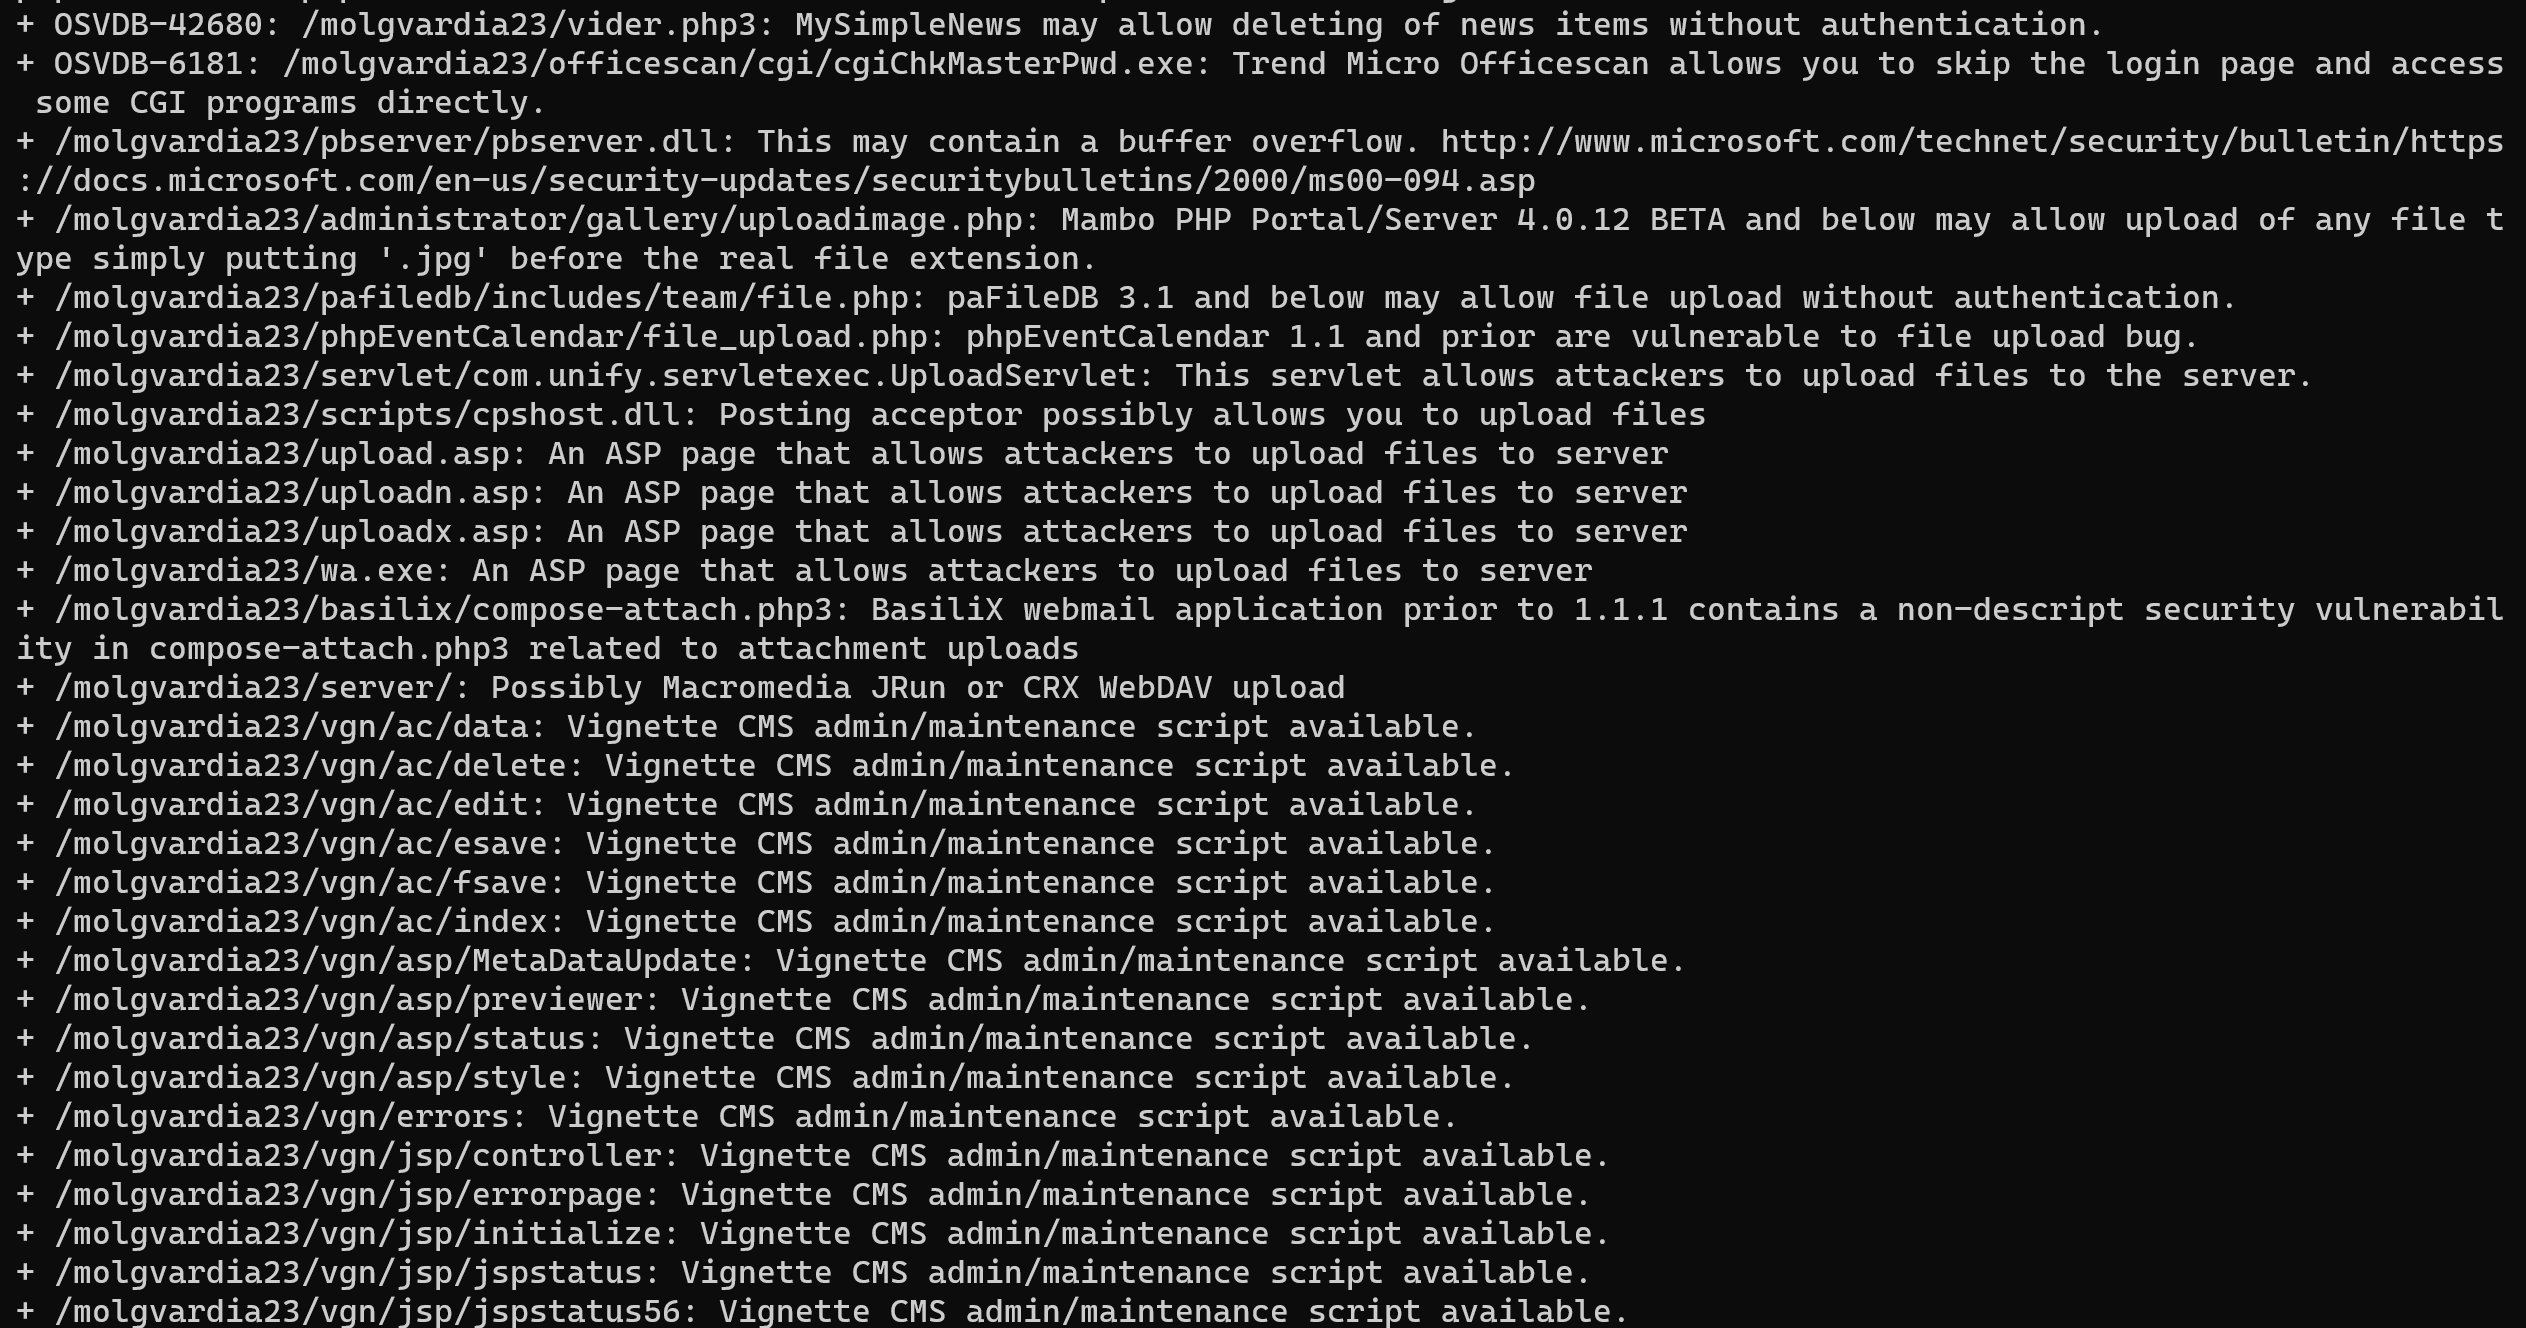 + OSVDB-42680: /molgvardia23/vider.php3: MySimpleNews may allow deleting of news items without authentication.
+ OSVDB-6181: /molgvardia23/officescan/cgi/cgiChkMasterPwd.exe: Trend Micro Officescan allows you to skip the login page and access
some CGI programs directly.
+ /molgvardia23/pbserver/pbserver.dll: This may contain a buffer overflow. http://www.microsoft.com/technet/security/bulletin/https
://docs.microsoft.com/en-us/security-updates/securitybulletins/2000/ms00-094.asp
+ /molgvardia23/administrator/gallery/uploadimage.php: Mambo PHP Portal/Server 4.0.12 BETA and below may allow upload of any file t
ype simply putting '.jpg' before the real file extension.
+ /molgvardia23/pafiledb/includes/team/file.php: paFileDB 3.1 and below may allow file upload without authentication.
+ /molgvardia23/phpEventCalendar/file_upload.php: phpEventCalendar 1.1 and prior are vulnerable to file upload bug.
+ /molgvardia23/servlet/com.unify.servletexec.UploadServlet: This servlet allows attackers to upload files to the server.
+ /molgvardia23/scripts/cpshost.dll: Posting acceptor possibly allows you to upload files
+ /molgvardia23/upload.asp: An ASP page that allows attackers to upload files to server
+ /molgvardia23/uploadn.asp: An ASP page that allows attackers to upload files to server
+ /molgvardia23/uploadx.asp: An ASP page that allows attackers to upload files to server
+ /molgvardia23/wa.exe: An ASP page that allows attackers to upload files to server
+ /molgvardia23/basilix/compose-attach.php3: BasiliX webmail application prior to 1.1.1 contains a non-descript security vulnerabil
ity in compose-attach.php3 related to attachment uploads
+ /molgvardia23/server/: Possibly Macromedia JRun or CRX WebDAV upload
+ /molgvardia23/vgn/ac/data: Vignette CMS admin/maintenance script available.
+ /molgvardia23/vgn/ac/delete: Vignette CMS admin/maintenance script available.
+ /molgvardia23/vgn/ac/edit: Vignette CMS admin/maintenance script available.
+ /molgvardia23/vgn/ac/esave: Vignette CMS admin/maintenance script available.
+ /molgvardia23/vgn/ac/fsave: Vignette CMS admin/maintenance script available.
+ /molgvardia23/vgn/ac/index: Vignette CMS admin/maintenance script available.
+ /molgvardia23/vgn/asp/MetaDataUpdate: Vignette CMS admin/maintenance script available.
+ /molgvardia23/vgn/asp/previewer: Vignette CMS admin/maintenance script available.
+ /molgvardia23/vgn/asp/status: Vignette CMS admin/maintenance script available.
+ /molgvardia23/vgn/asp/style: Vignette CMS admin/maintenance script available.
+ /molgvardia23/vgn/errors: Vignette CMS admin/maintenance script available.
+ /molgvardia23/vgn/jsp/controller: Vignette CMS admin/maintenance script available.
+ /molgvardia23/vgn/jsp/errorpage: Vignette CMS admin/maintenance script available.
+ /molgvardia23/vgn/jsp/initialize: Vignette CMS admin/maintenance script available.
+ /molgvardia23/vgn/jsp/jspstatus: Vignette CMS admin/maintenance script available.
+ /molgvardia23/vgn/jsp/jspstatus56: Vignette CMS admin/maintenance script available.